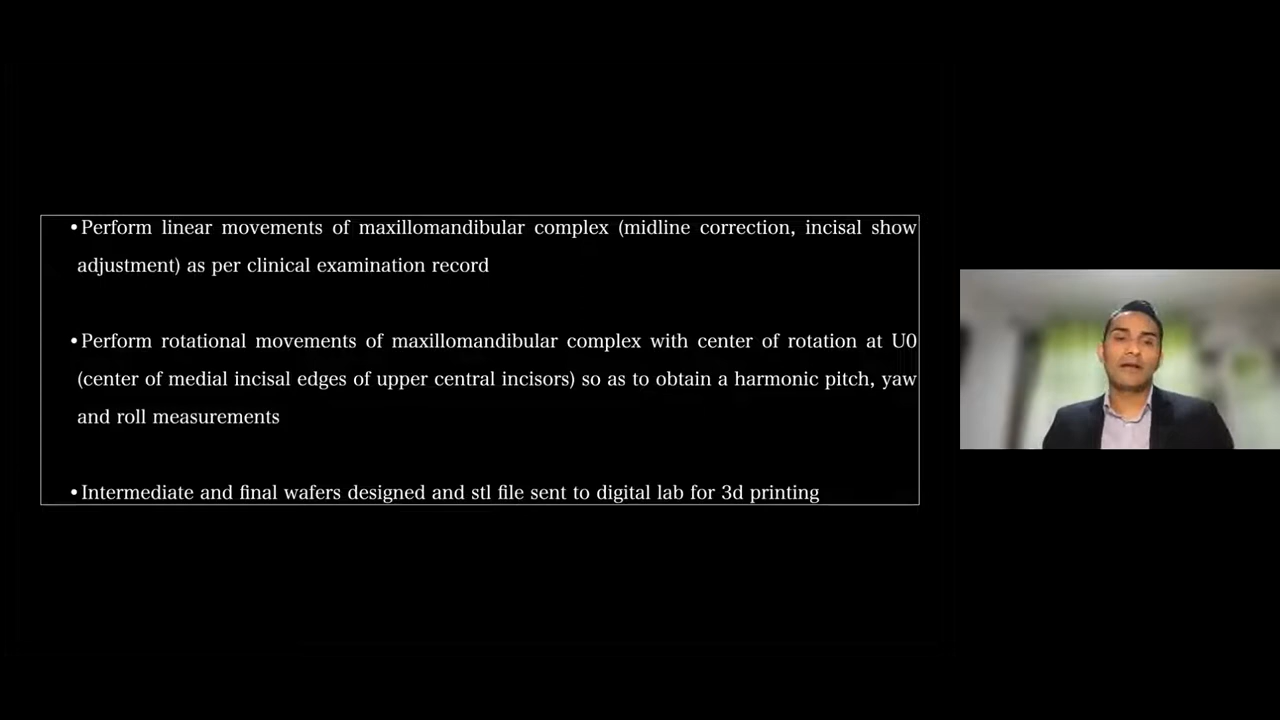 •Perform linear movements of maxillomandibular complex (midline correction, incisal show
adjustment) as per clinical examination record
•Perform rotational movements of maxillomandibular complex with center of rotation at U0
(center of medial incisal edges of upper central incisors) so as to obtain a harmonic pitch, yaw
and roll measurements
•Intermediate and final wafers designed and stl file sent to digital lab for 3d printing